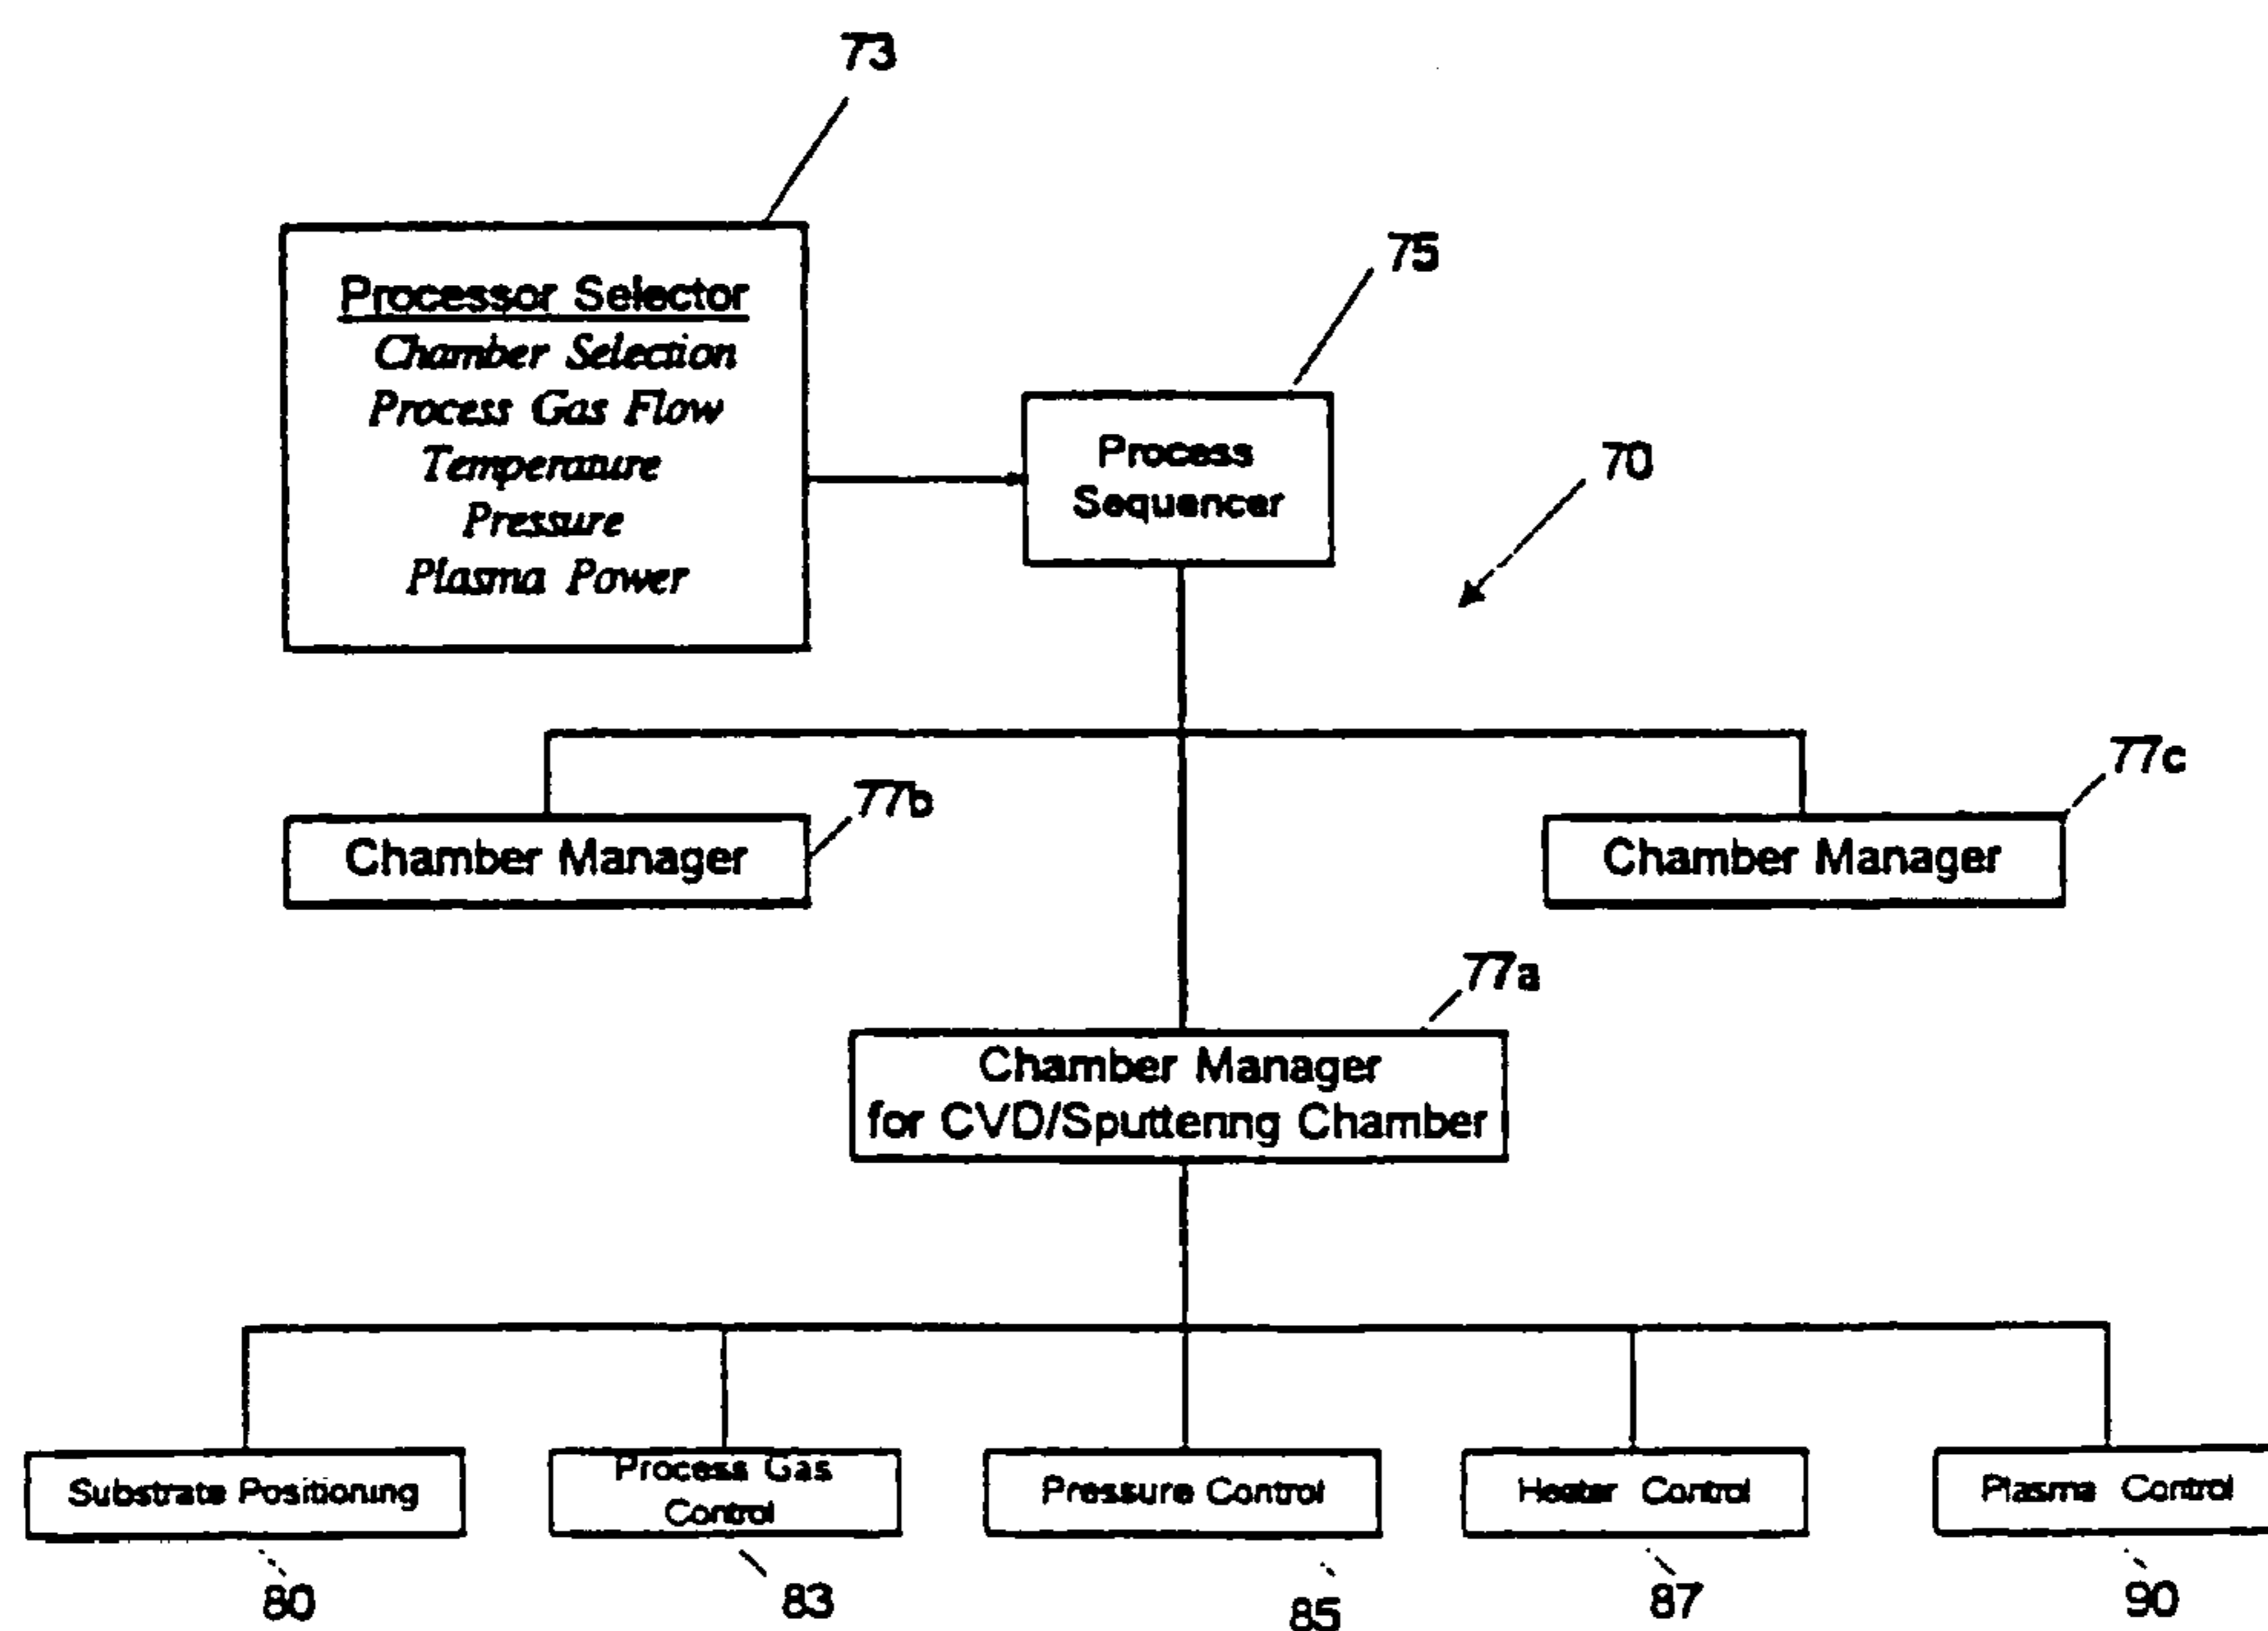 73
75
Processor Selector
Chamber Selection
Process Gas Flow
Temperature
Pressure
Plasma Power
Process
Sequencer
70
77b
77c
Chamber Manager
Chamber Manager
77a
Chamber Manager
for CVD/Sputtering Chamber
Substrate Positioning
Process Gas
Control
Pressure Control
Heater Control
Plasma Control
80
83
85
87
90